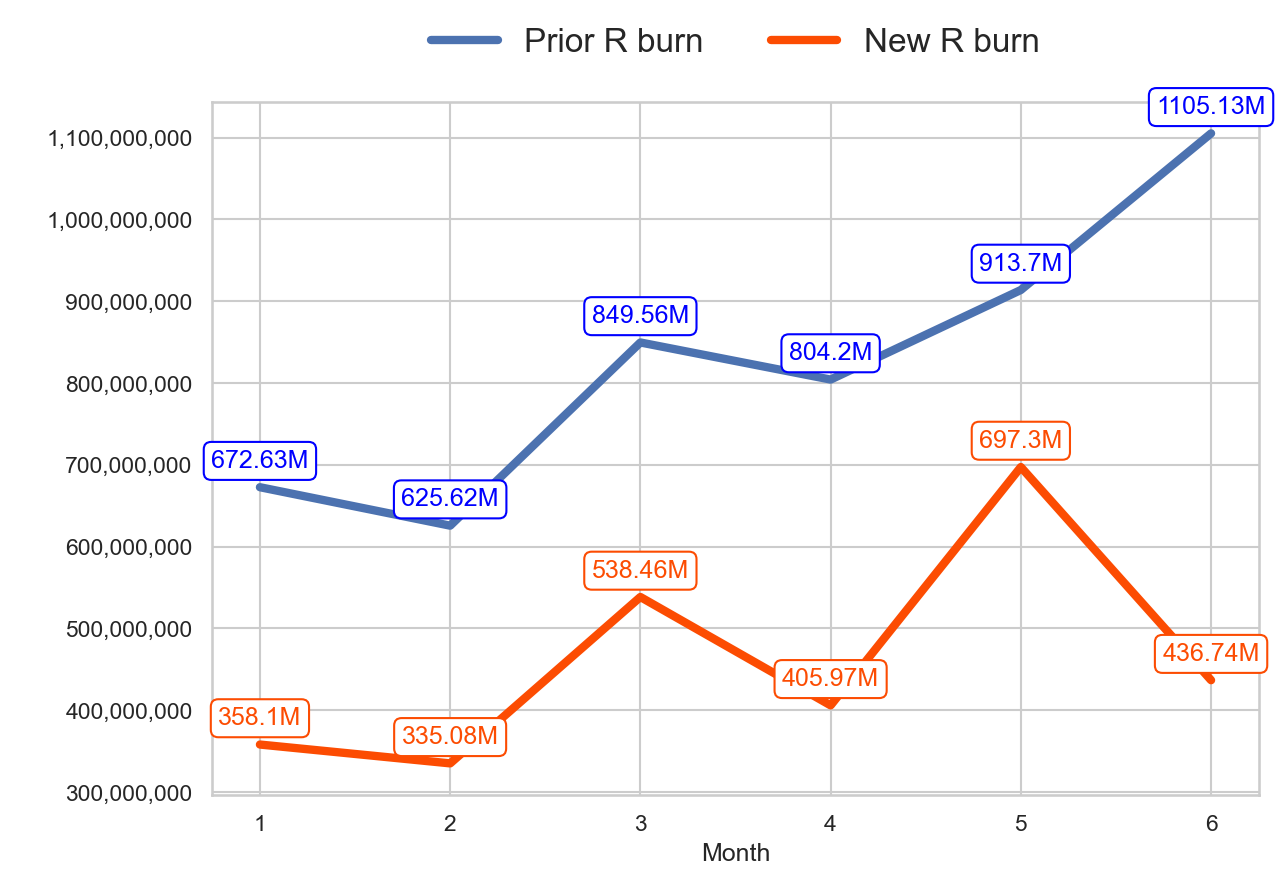 Prior R burn New R burn
1105.13M
1,100,000,000
1,000,000,000
913.7M
900,000,000
849.56M
804.2M
800,000,000
697.3M
672.63M
700,000,000
625.62M
600,000,000
538.46M
500,000,000
436.74M
405.97M
358.1M
400,000,000
335.08M
300,000,000
1 2 3 4 5 6
Month